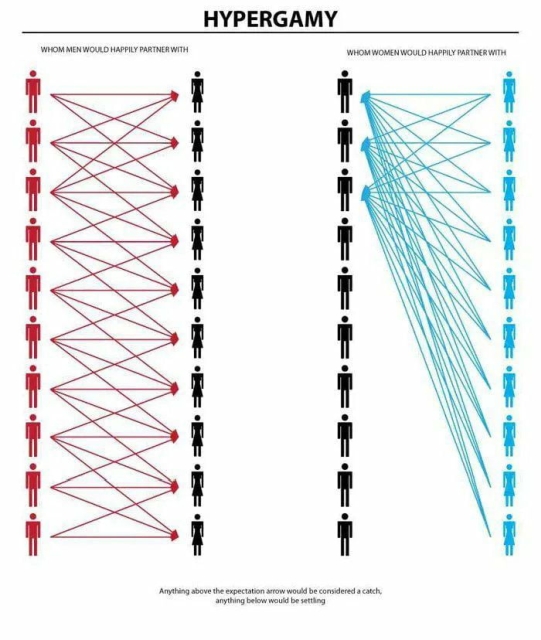 HYPERGAMY
WHOM MEN WOULD HAPPILY PARTNER WITH
WHOM WOMEN WOULD HAPPILY PARTNER WITH
Anything above the expectation arrow would be considered a catch,
anything below would be settling